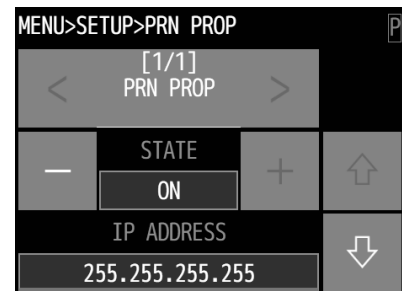 MENU>SETUP>PRN PROP P
[1/1]
< PRN PROP >
STATE
− ON +
IP ADDRESS
255.255.255.255